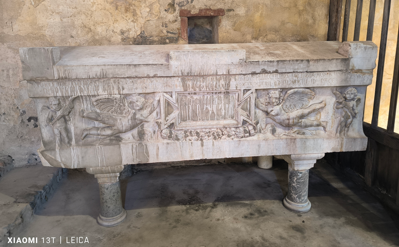 XIAOMI 13T | LEICA